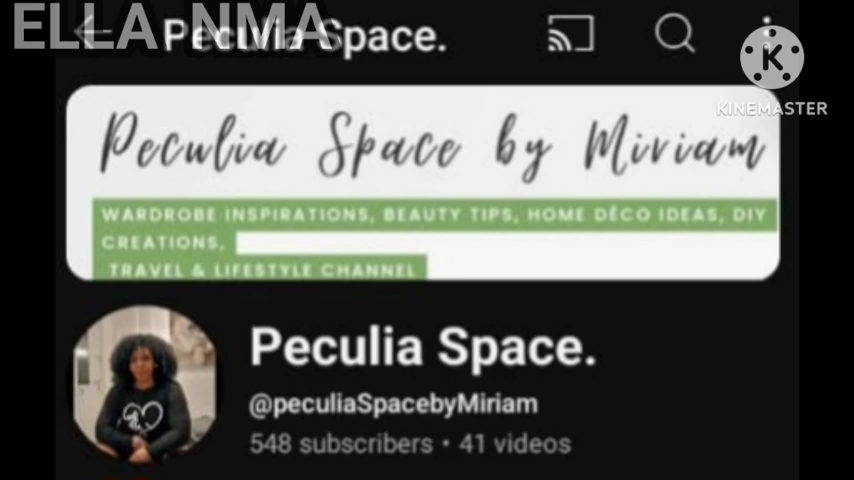 ELLA NMA
Peculia Space.
KINEMASTER
Peculia Space by Miriam
WARDROBE INSPIRATIONS, BEAUTY TIPS, HOME DĚCO IDEAS, DIY
CREATIONS,
TRAVEL & LIFESTYLE CHANNEL
Peculia Space.
@peculiaSpacebyMiriam
548 subscribers • 41 videos